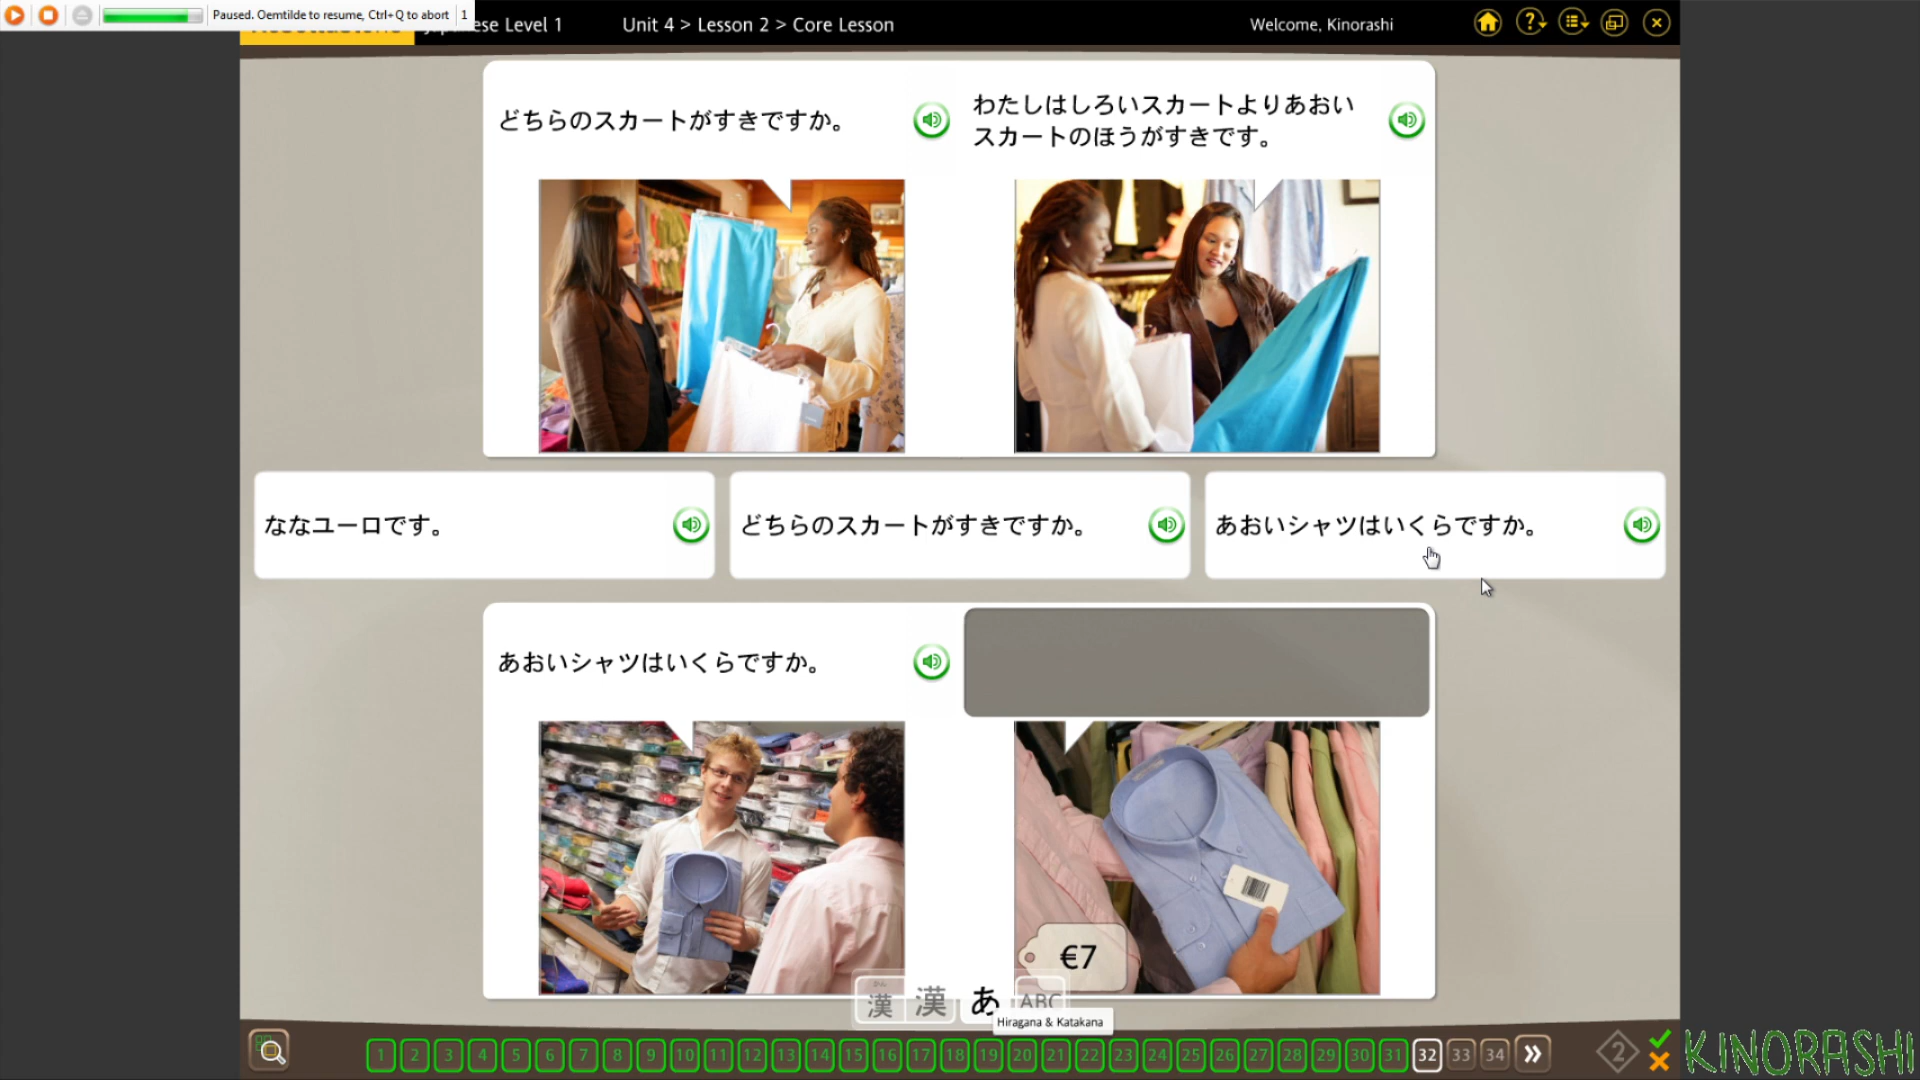 Paused. Oemtilde to resume, Ctrl+Q to abort
1
ese Level 1
Unit 4 > Lesson 2 > Core Lesson
Welcome, Kinorashi
どちらのスカートがすきですか。
わたしはしろいスカートよりあおい
スカートのほうがすきです。
ななユーロです。
どちらのスカートがすきですか。
あおいシャツはいくらですか。
あおいシャツはいくらですか。
€7
漢 漢 あ ABC
Hiragana & Katakana
1 2 3 4 5 6 7 8 9 10 11 12 13 14 15 16 17 18 19 20 21 22 23 24 25 26 27 28 29 30 31 32 33 34
2
KINORASHI